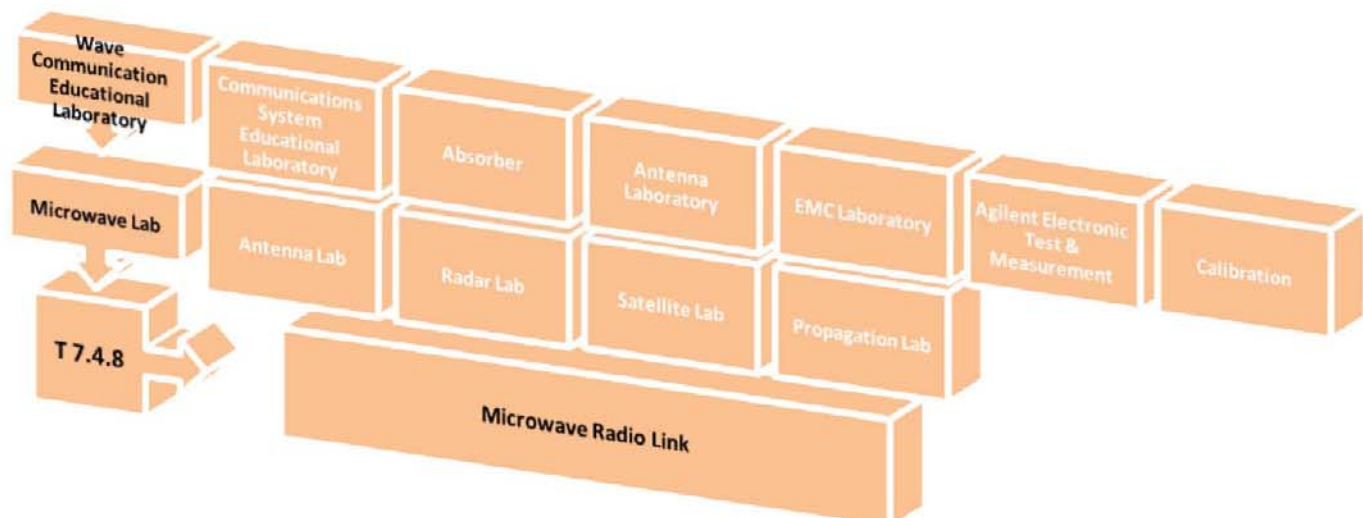 Wave
Communication
Educational
Laboratory
Communications
System
Educational
Laboratory
Absorber
Antenna
Laboratory
EMC Laboratory
Agilent Electronic
Test &
Measurement
Calibration
Microwave Lab
Antenna Lab
Radar Lab
Satellite Lab
Propagation Lab
T 7.4.8
Microwave Radio Link